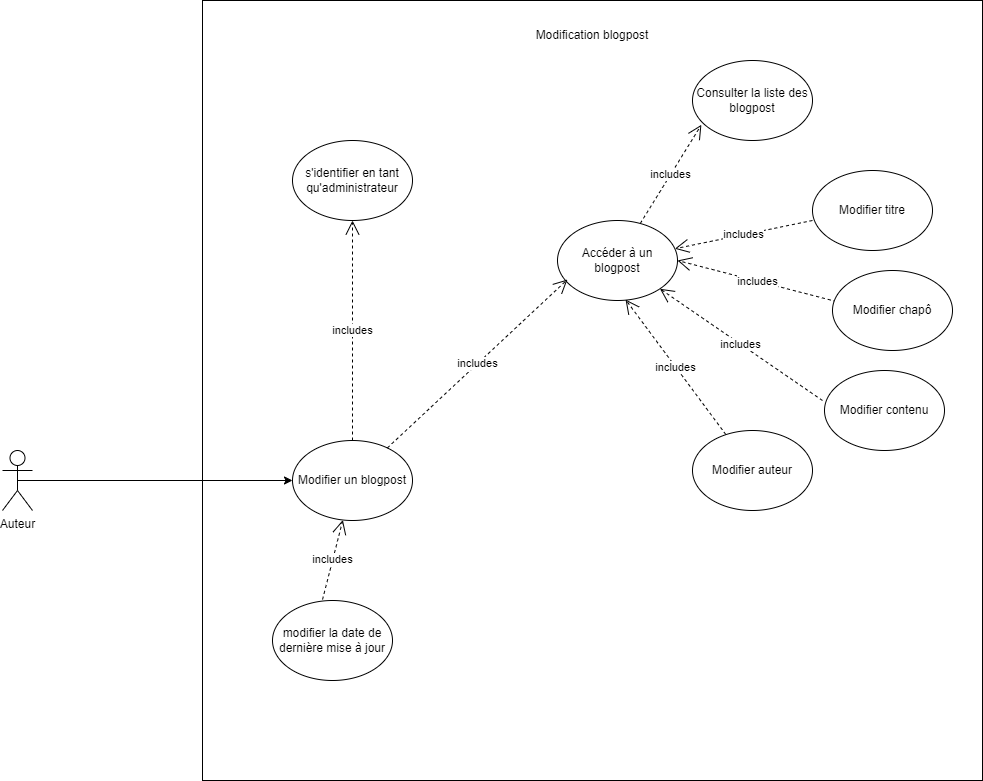 Modification blogpost
Consulter la liste des
blogpost
s'identifier en tant
qu'administrateur
includes
Modifier titre
includes
Accéder à un
blogpost
includes
Modifier chapô
includes
includes
includes
includes
Modifier contenu
Modifier auteur
Modifier un blogpost
Auteur
includes
modifier la date de
dernière mise à jour